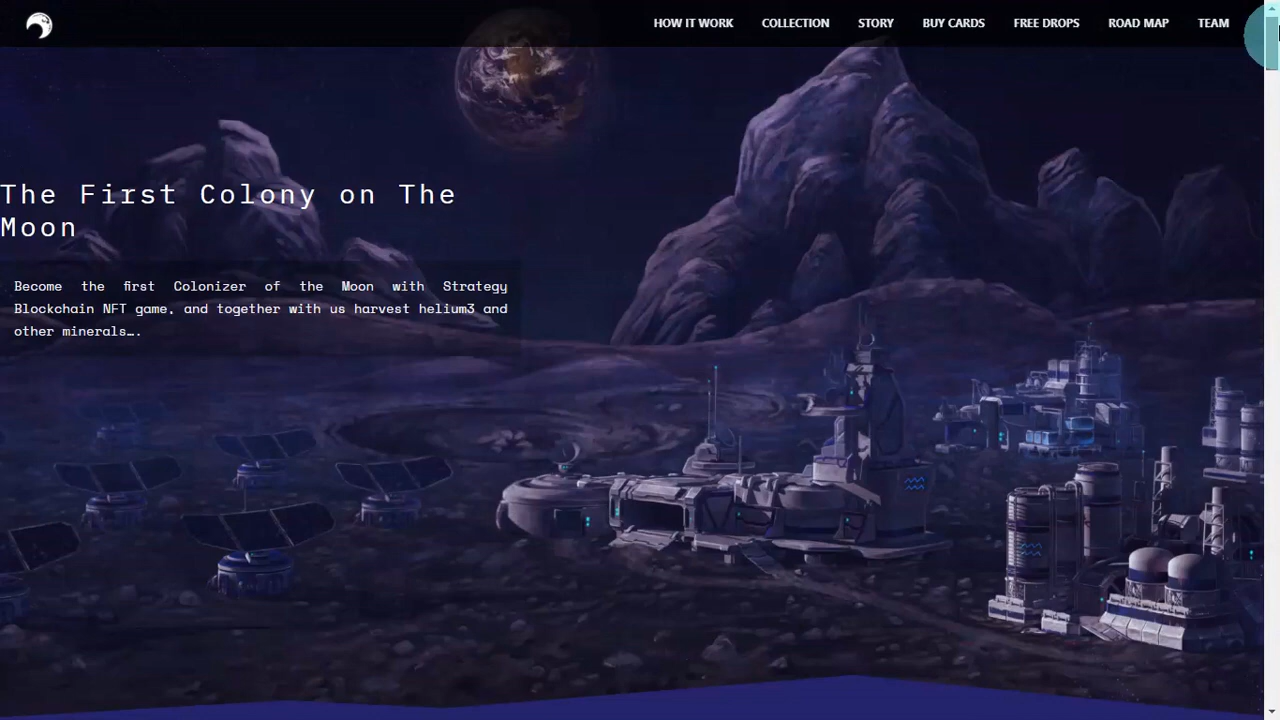 HOW IT WORK COLLECTION STORY BUY CARDS FREE DROPS ROAD MAP TEAM
The First Colony on The
Moon
Become the first Colonizer of the Moon with Strategy
Blockchain NFT game, and together with us harvest helium3 and
other minerals….